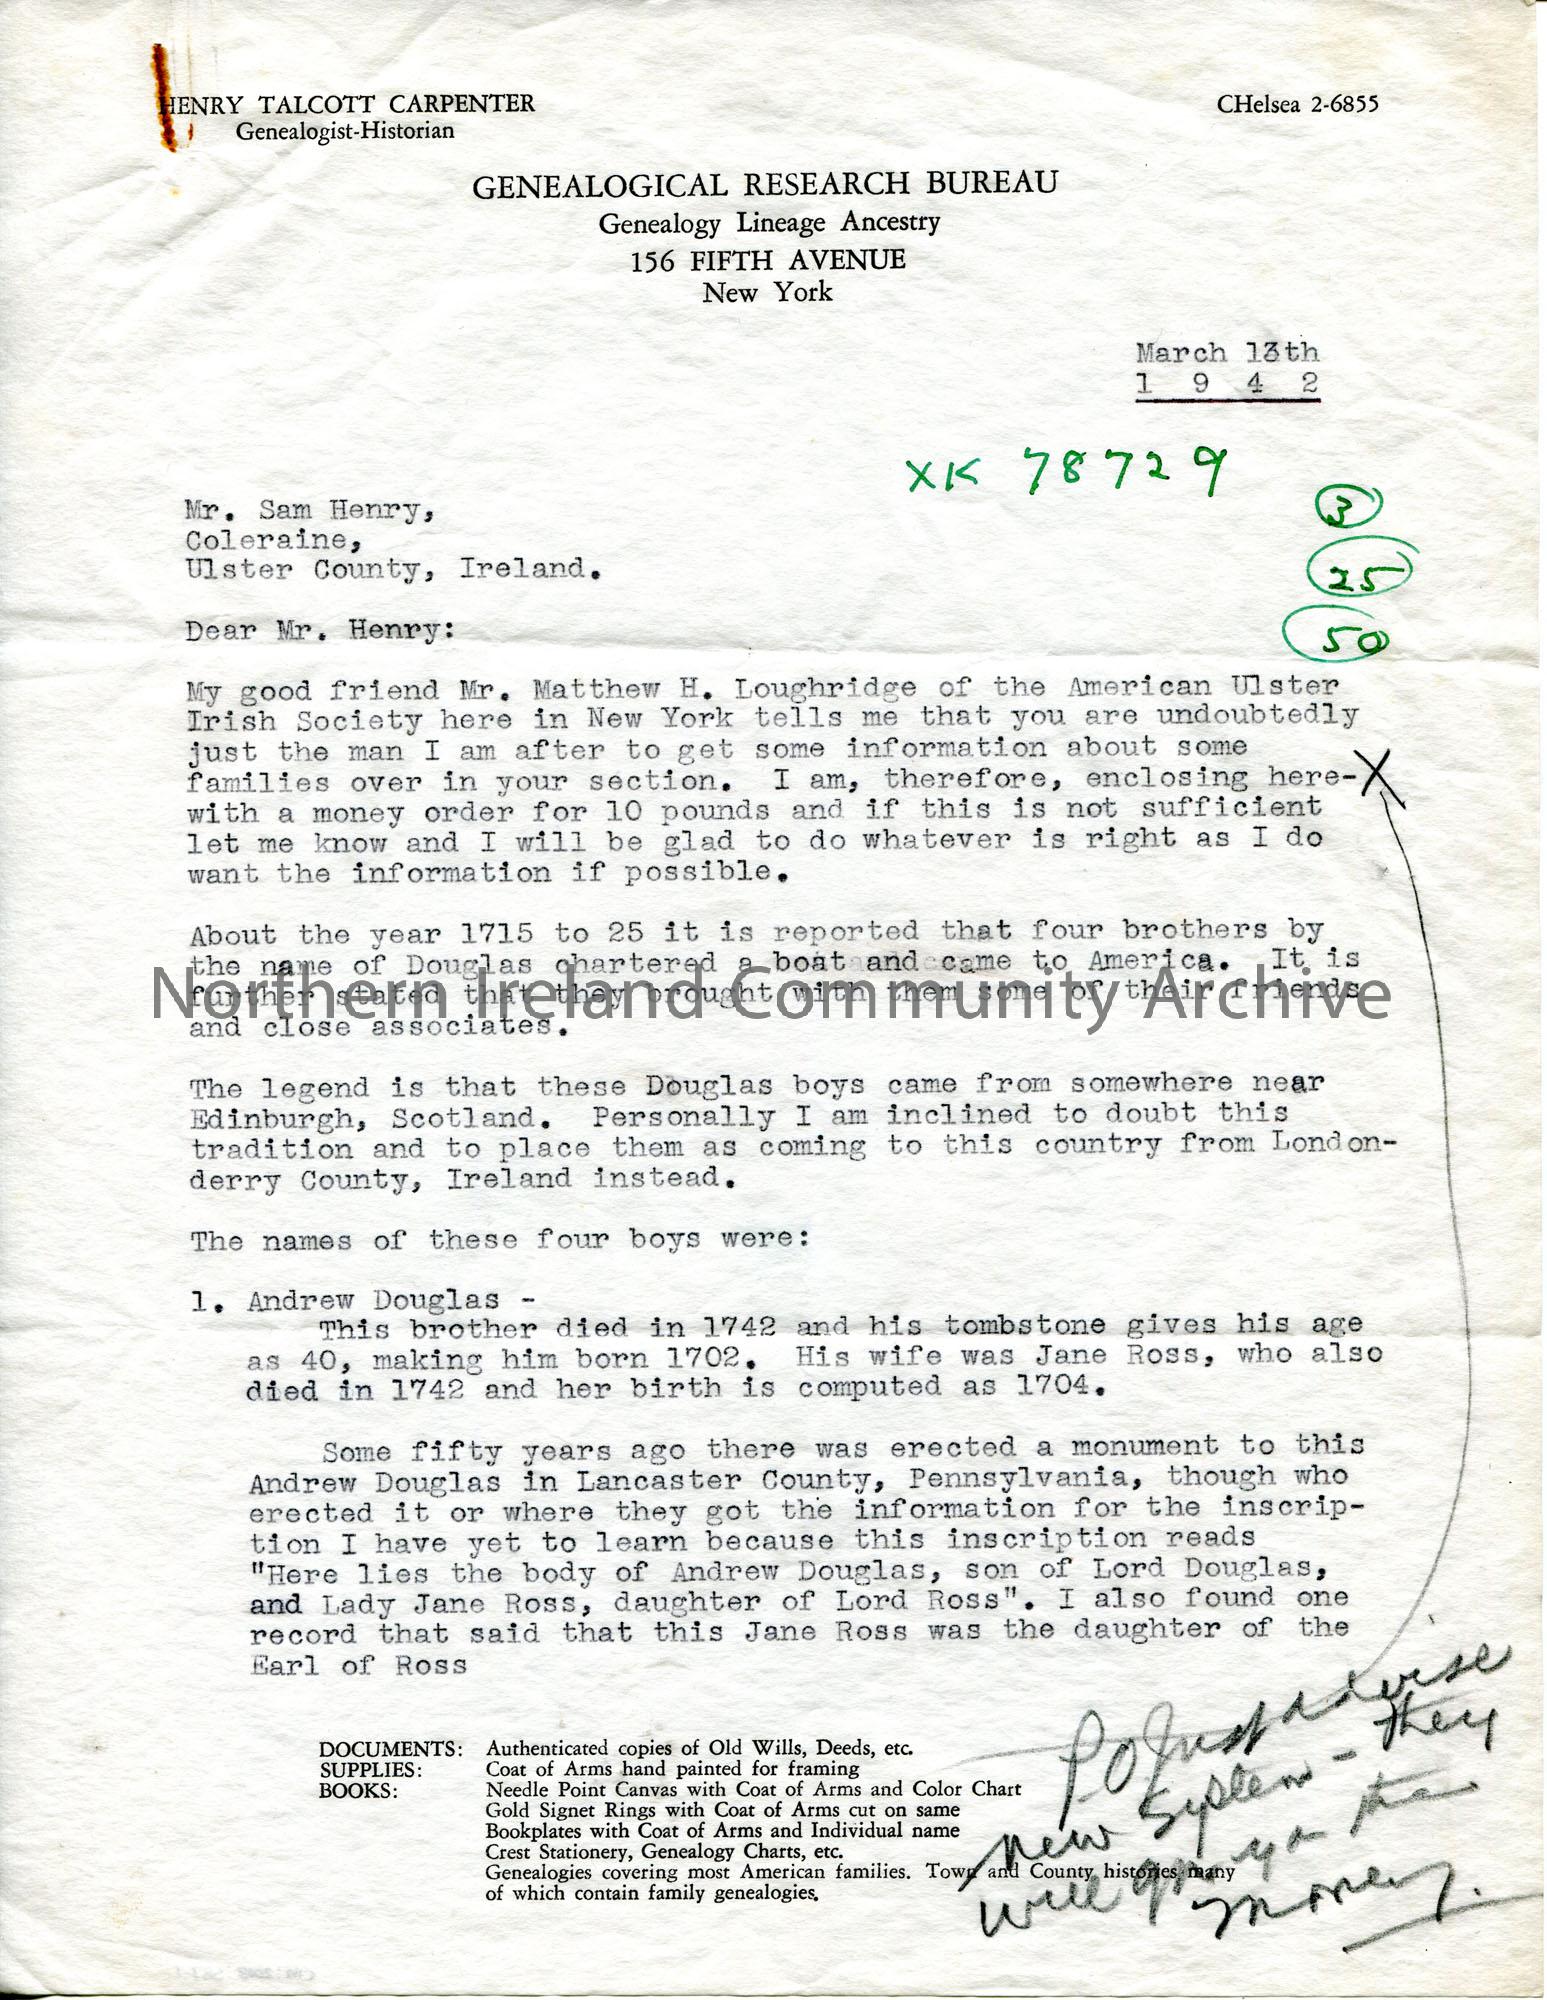 HENRY TALCOTT CARPENTER
Genealogist-Historian
CHelsea 2-6855
GENEALOGICAL RESEARCH BUREAU
Genealogy Lineage Ancestry
156 FIFTH AVENUE
New York
March 13th
1 9 4 2
XK 78729
3
25
50
Mr. Sam Henry,
Coleraine,
Ulster County, Ireland.
Dear Mr. Henry:
My good friend Mr. Matthew H. Loughridge of the American Ulster
Irish Society here in New York tells me that you are undoubtedly
just the man I am after to get some information about some
families over in your section. I am, therefore, enclosing here- X
with a money order for 10 pounds and if this is not sufficient
let me know and I will be glad to do whatever is right as I do
want the information if possible.
About the year 1715 to 25 it is reported that four brothers by
the name of Douglas chartered a boat and came to America. It is
further stated that they brought with them some of their friends
and close associates.
Northern Ireland Community Archive
The legend is that these Douglas boys came from somewhere near
Edinburgh, Scotland. Personally I am inclined to doubt this
tradition and to place them as coming to this country from London-
derry County, Ireland instead.
The names of these four boys were:
1. Andrew Douglas -
This brother died in 1742 and his tombstone gives his age
as 40, making him born 1702. His wife was Jane Ross, who also
died in 1742 and her birth is computed as 1704.
Some fifty years ago there was erected a monument to this
Andrew Douglas in Lancaster County, Pennsylvania, though who
erected it or where they got the information for the inscrip-
tion I have yet to learn because this inscription reads
"Here lies the body of Andrew Douglas, son of Lord Douglas,
and Lady Jane Ross, daughter of Lord Ross". I also found one
record that said that this Jane Ross was the daughter of the
Earl of Ross
P O Just advise
new system - they
will give you the
money.
DOCUMENTS: Authenticated copies of Old Wills, Deeds, etc.
SUPPLIES: Coat of Arms hand painted for framing
BOOKS: Needle Point Canvas with Coat of Arms and Color Chart
Gold Signet Rings with Coat of Arms cut on same
Bookplates with Coat of Arms and Individual name
Crest Stationery, Genealogy Charts, etc.
Genealogies covering most American families. Town and County histories, many
of which contain family genealogies.